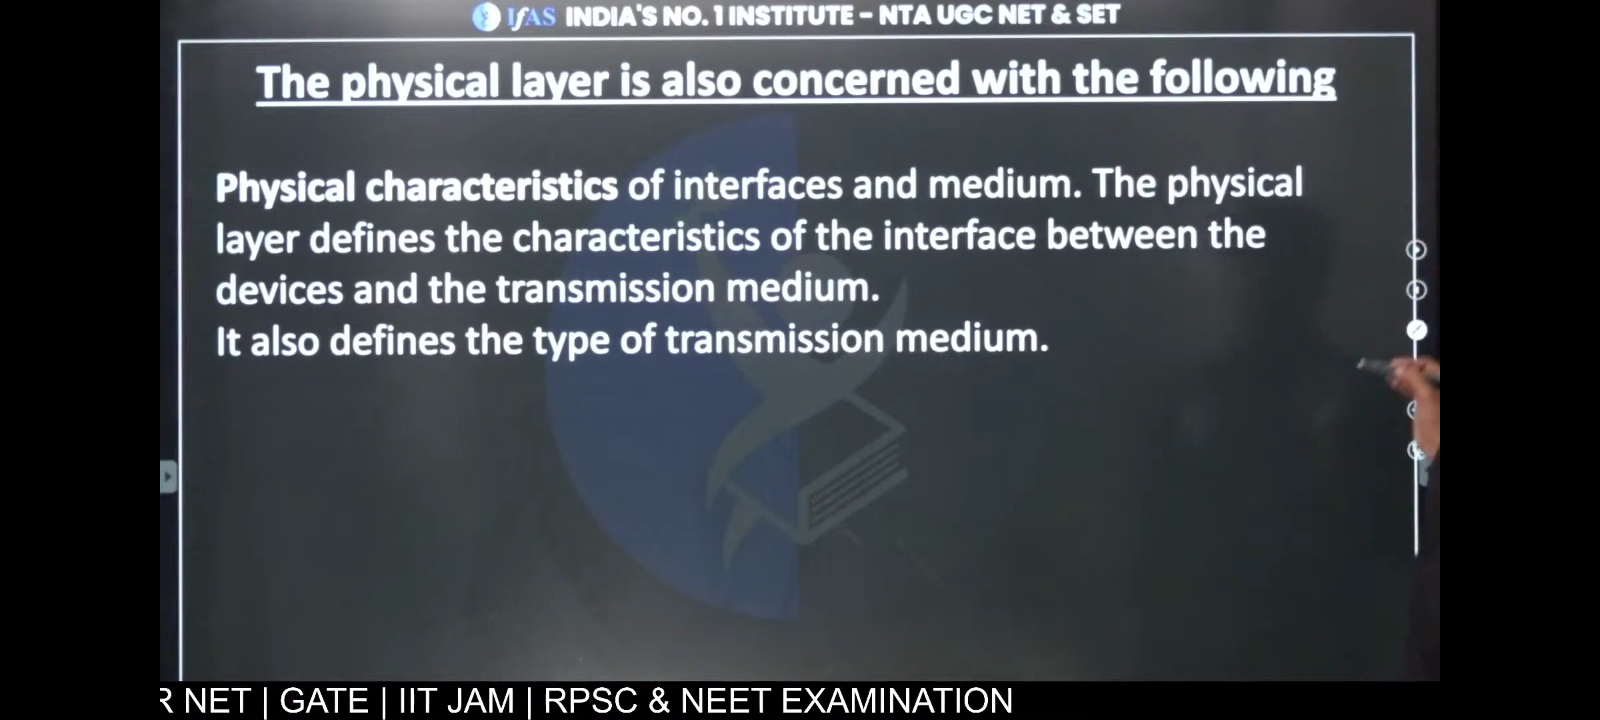 IfAS INDIA'S NO. 1 INSTITUTE – NTA UGC NET & SET
The physical layer is also concerned with the following
Physical characteristics of interfaces and medium. The physical
layer defines the characteristics of the interface between the
devices and the transmission medium.
It also defines the type of transmission medium.
R NET | GATE | IIT JAM | RPSC & NEET EXAMINATION